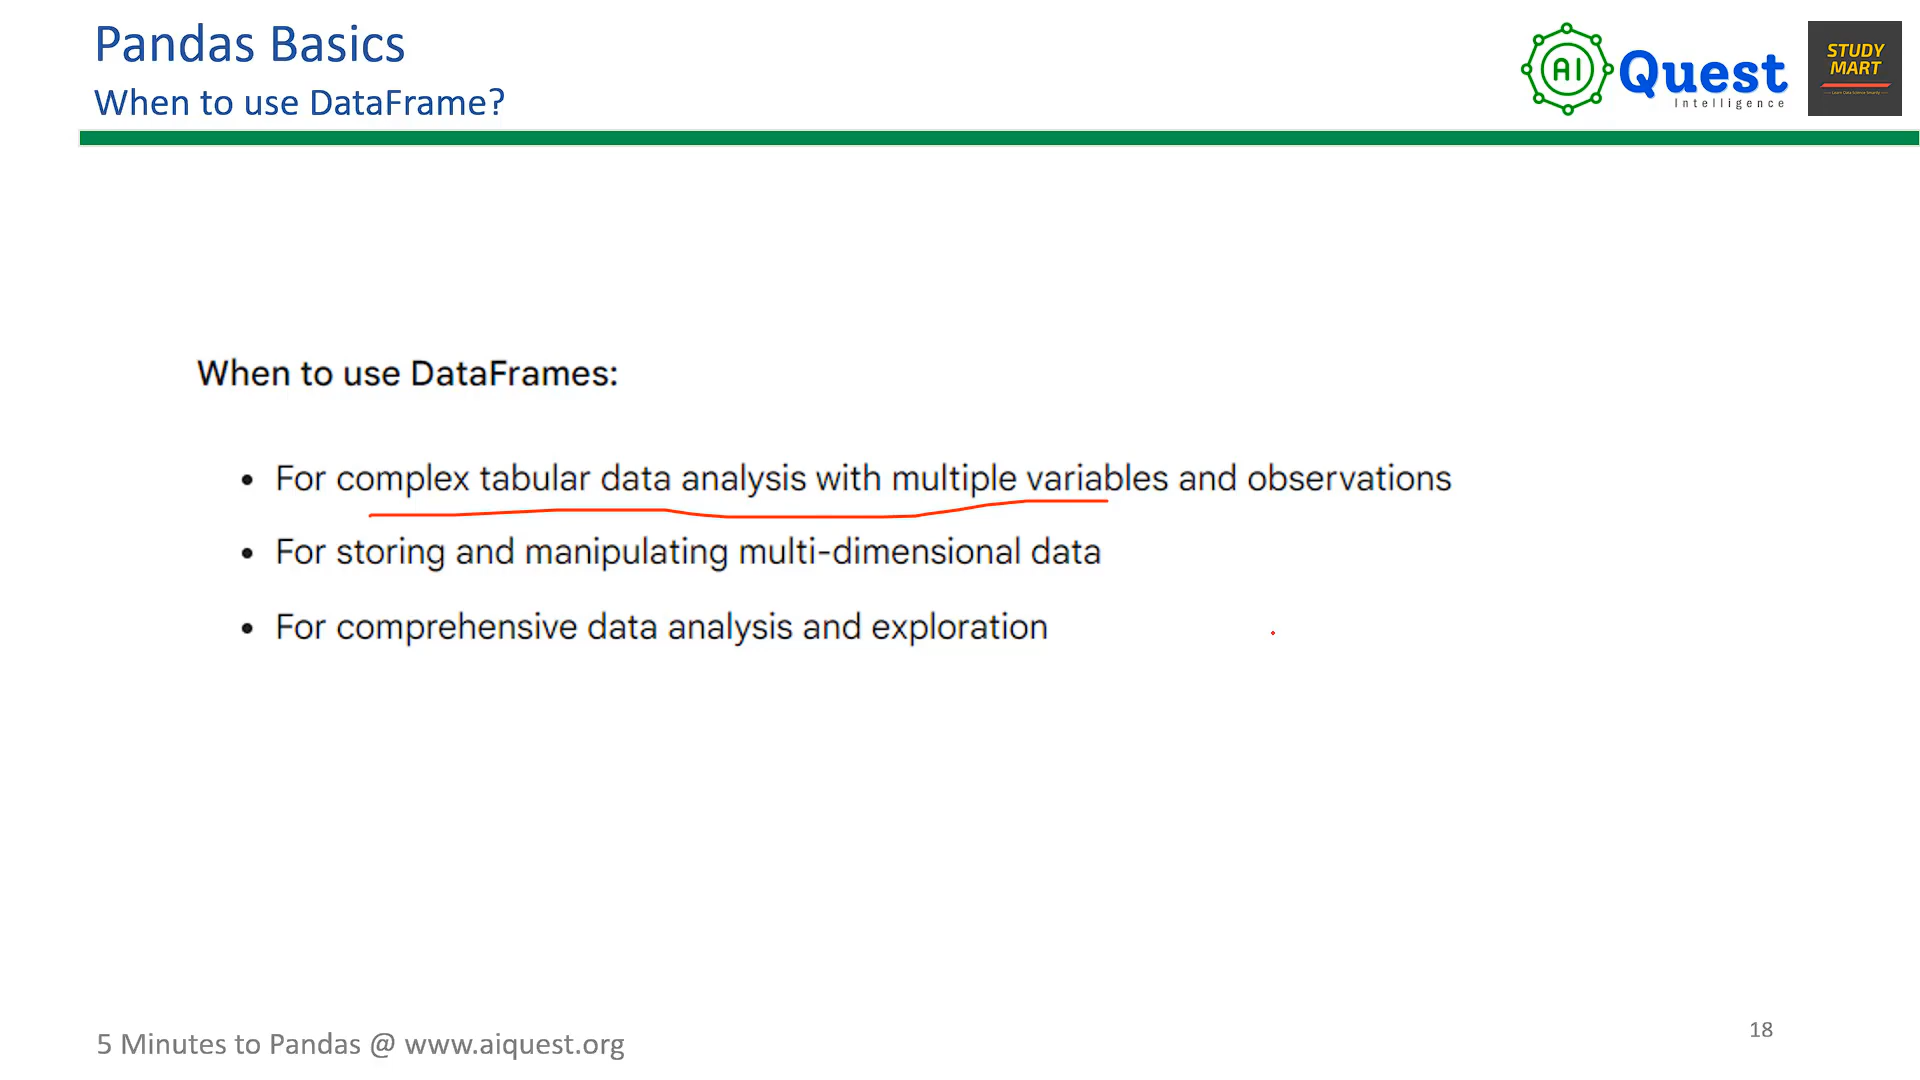 Pandas Basics
When to use DataFrame?
AI Quest
Intelligence
STUDY
MART
When to use DataFrames:
• For complex tabular data analysis with multiple variables and observations
• For storing and manipulating multi-dimensional data
• For comprehensive data analysis and exploration
5 Minutes to Pandas @ www.aiquest.org
18